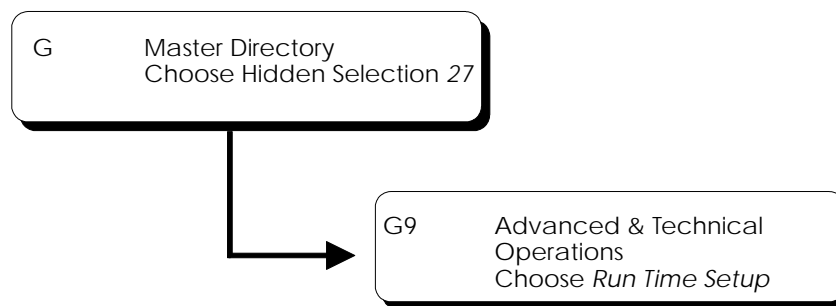 G Master Directory
Choose Hidden Selection 27
G9 Advanced & Technical
Operations
Choose Run Time Setup